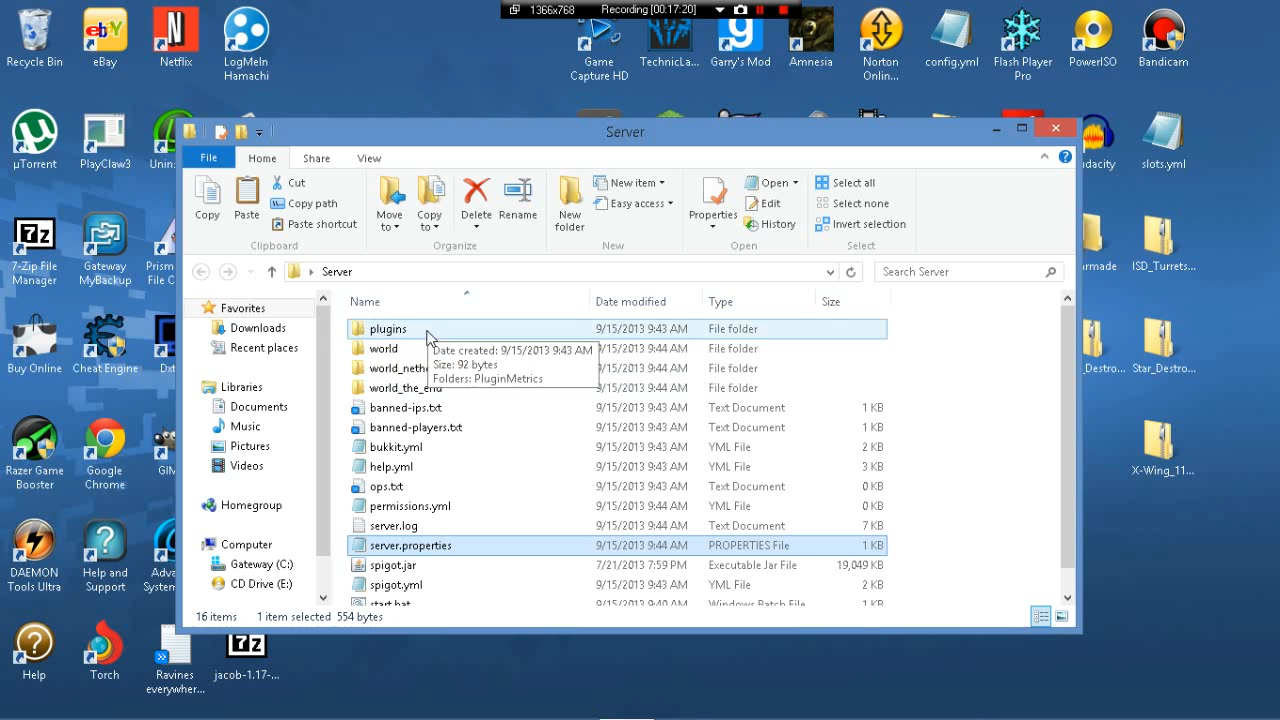 1366x768 Recording [00:17:20]
Recycle Bin
eBay
Netflix
LogMeIn
Hamachi
Game
Capture HD
TechnicLa...
Garry's Mod
Amnesia
Norton
Onlin...
config.yml
Flash Player
Pro
PowerISO
Bandicam
µTorrent
PlayClaw3
Unin
udacity
slots.yml
7-Zip File
Manager
Gateway
MyBackup
Prism
File C
armade
ISD_Turrets...
Buy Online
Cheat Engine
Dxt
Destro...
Star_Destro...
Razer Game
Booster
Google
Chrome
GIM
X-Wing_11...
DAEMON
Tools Ultra
Help and
Support
Adva
System
Help
Torch
Ravines
everywher...
jacob-1.17-...
Server
File Home Share View
Copy
Paste
Cut
Copy path
Paste shortcut
Clipboard
Move
to
Copy
to
Delete
Rename
Organize
New
folder
New item
Easy access
New
Properties
Open
Edit
History
Open
Select all
Select none
Invert selection
Select
Server
Search Server
Favorites
Downloads
Recent places
Libraries
Documents
Music
Pictures
Videos
Homegroup
Computer
Gateway (C:)
CD Drive (E:)
Name Date modified Type Size
plugins 9/15/2013 9:43 AM File folder
world 9/15/2013 9:43 AM File folder
world_neth 9/15/2013 9:43 AM File folder
world_the_end 9/15/2013 9:43 AM File folder
Date created: 9/15/2013 9:43 AM
Size: 92 bytes
Folders: PluginMetrics
banned-ips.txt 9/15/2013 9:43 AM Text Document 1 KB
banned-players.txt 9/15/2013 9:43 AM Text Document 1 KB
bukkit.yml 9/15/2013 9:43 AM YML File 2 KB
help.yml 9/15/2013 9:43 AM YML File 3 KB
ops.txt 9/15/2013 9:43 AM Text Document 0 KB
permissions.yml 9/15/2013 9:44 AM YML File 0 KB
server.log 9/15/2013 9:44 AM Text Document 7 KB
server.properties 9/15/2013 9:44 AM PROPERTIES File 1 KB
spigot.jar 7/21/2013 7:59 PM Executable Jar File 19,049 KB
spigot.yml 9/15/2013 9:43 AM YML File 2 KB
start.bat 9/15/2013 9:40 AM Windows Batch File 1 KB
16 items 1 item selected 554 bytes